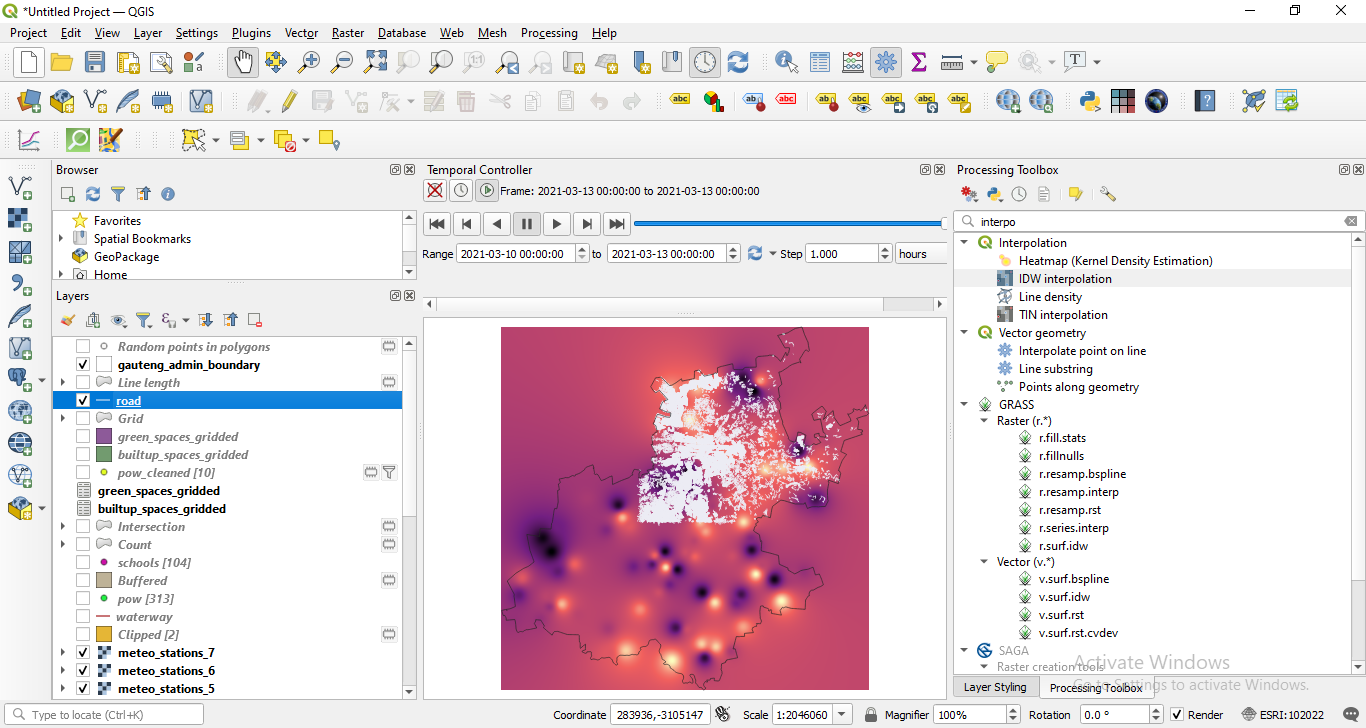 *Untitled Project — QGIS
Project Edit View Layer Settings Plugins Vector Raster Database Web Mesh Processing Help
Browser
Favorites
Spatial Bookmarks
GeoPackage
Home
Layers
Random points in polygons
gauteng_admin_boundary
Line length
road
Grid
green_spaces_gridded
builtup_spaces_gridded
pow_cleaned [10]
green_spaces_gridded
builtup_spaces_gridded
Intersection
Count
schools [104]
Buffered
pow [313]
waterway
Clipped [2]
meteo_stations_7
meteo_stations_6
meteo_stations_5
Temporal Controller
Frame: 2021-03-13 00:00:00 to 2021-03-13 00:00:00
Range 2021-03-10 00:00:00 to 2021-03-13 00:00:00 Step 1.000 hours
Processing Toolbox
interpo
Interpolation
Heatmap (Kernel Density Estimation)
IDW interpolation
Line density
TIN interpolation
Vector geometry
Interpolate point on line
Line substring
Points along geometry
GRASS
Raster (r.*)
r.fill.stats
r.fillnulls
r.resamp.bspline
r.resamp.interp
r.resamp.rst
r.series.interp
r.surf.idw
Vector (v.*)
v.surf.bspline
v.surf.idw
v.surf.rst
v.surf.rst.cvdev
SAGA
Raster creation tools
Activate Windows
Go to Settings to activate Windows.
Layer Styling Processing Toolbox
Type to locate (Ctrl+K) Coordinate 283936,-3105147 Scale 1:2046060 Magnifier 100% Rotation 0.0 ° Render ESRI:102022